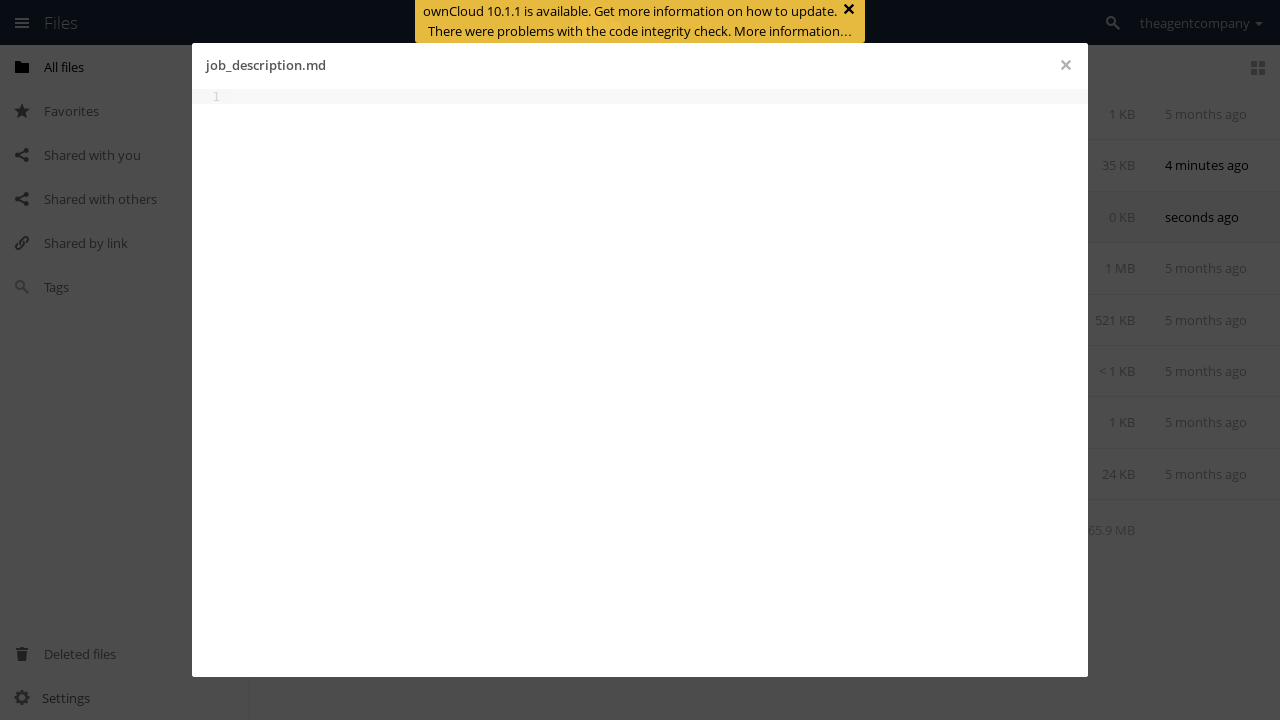 ownCloud 10.1.1 is available. Get more information on how to update.
There were problems with the code integrity check. More information…
Files
theagentcompany
job_description.md
1
All files
Favorites
Shared with you
Shared with others
Shared by link
Tags
1 KB 5 months ago
35 KB 4 minutes ago
0 KB seconds ago
1 MB 5 months ago
521 KB 5 months ago
< 1 KB 5 months ago
1 KB 5 months ago
24 KB 5 months ago
65.9 MB
Deleted files
Settings